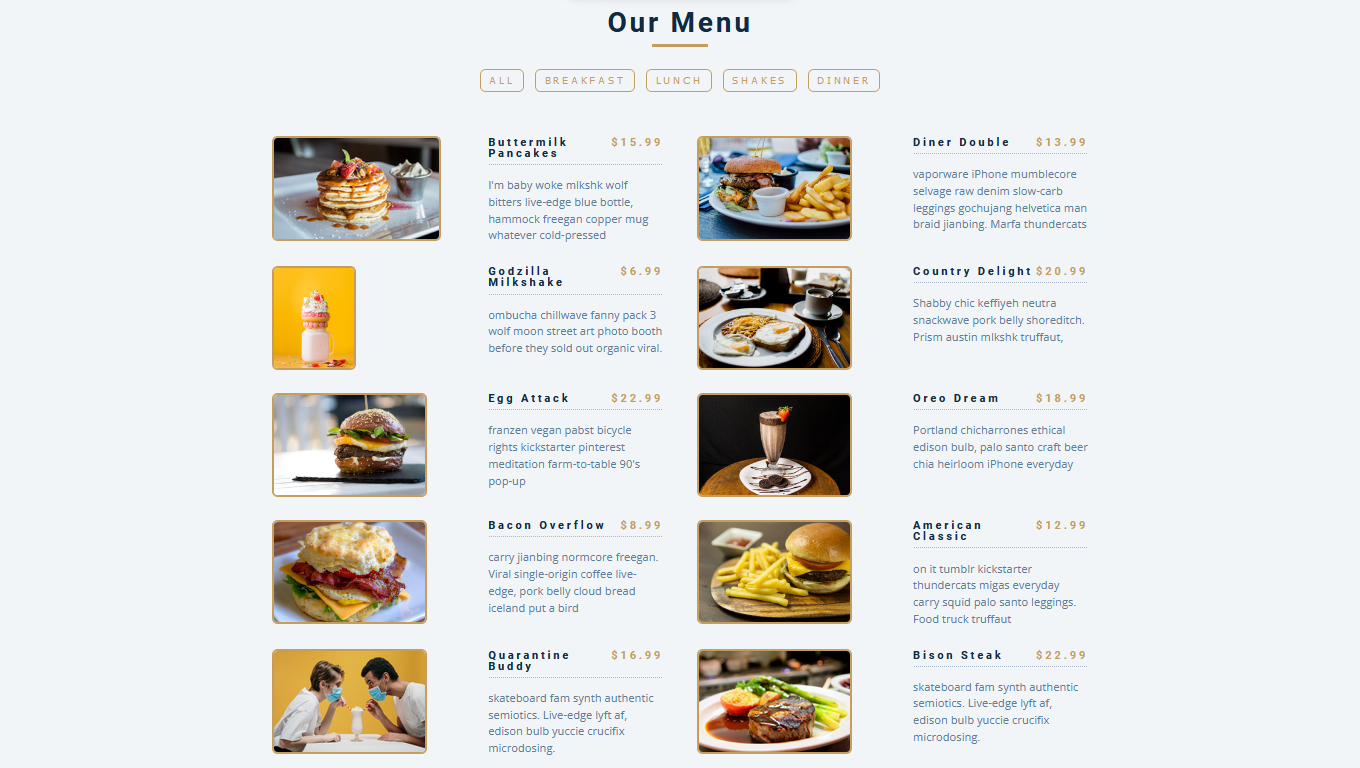 Our Menu
ALL BREAKFAST LUNCH SHAKES DINNER
Buttermilk $15.99
Pancakes
I'm baby woke mlkshk wolf
bitters live-edge blue bottle,
hammock freegan copper mug
whatever cold-pressed
Diner Double $13.99
vaporware iPhone mumblecore
selvage raw denim slow-carb
leggings gochujang helvetica man
braid jianbing. Marfa thundercats
Godzilla $6.99
Milkshake
ombucha chillwave fanny pack 3
wolf moon street art photo booth
before they sold out organic viral.
Country Delight $20.99
Shabby chic keffiyeh neutra
snackwave pork belly shoreditch.
Prism austin mlkshk truffaut,
Egg Attack $22.99
franzen vegan pabst bicycle
rights kickstarter pinterest
meditation farm-to-table 90's
pop-up
Oreo Dream $18.99
Portland chicharrones ethical
edison bulb, palo santo craft beer
chia heirloom iPhone everyday
Bacon Overflow $8.99
carry jianbing normcore freegan.
Viral single-origin coffee live-
edge, pork belly cloud bread
iceland put a bird
American $12.99
Classic
on it tumblr kickstarter
thundercats migas everyday
carry squid palo santo leggings.
Food truck truffaut
Quarantine $16.99
Buddy
skateboard fam synth authentic
semiotics. Live-edge lyft af,
edison bulb yuccie crucifix
microdosing.
Bison Steak $22.99
skateboard fam synth authentic
semiotics. Live-edge lyft af,
edison bulb yuccie crucifix
microdosing.